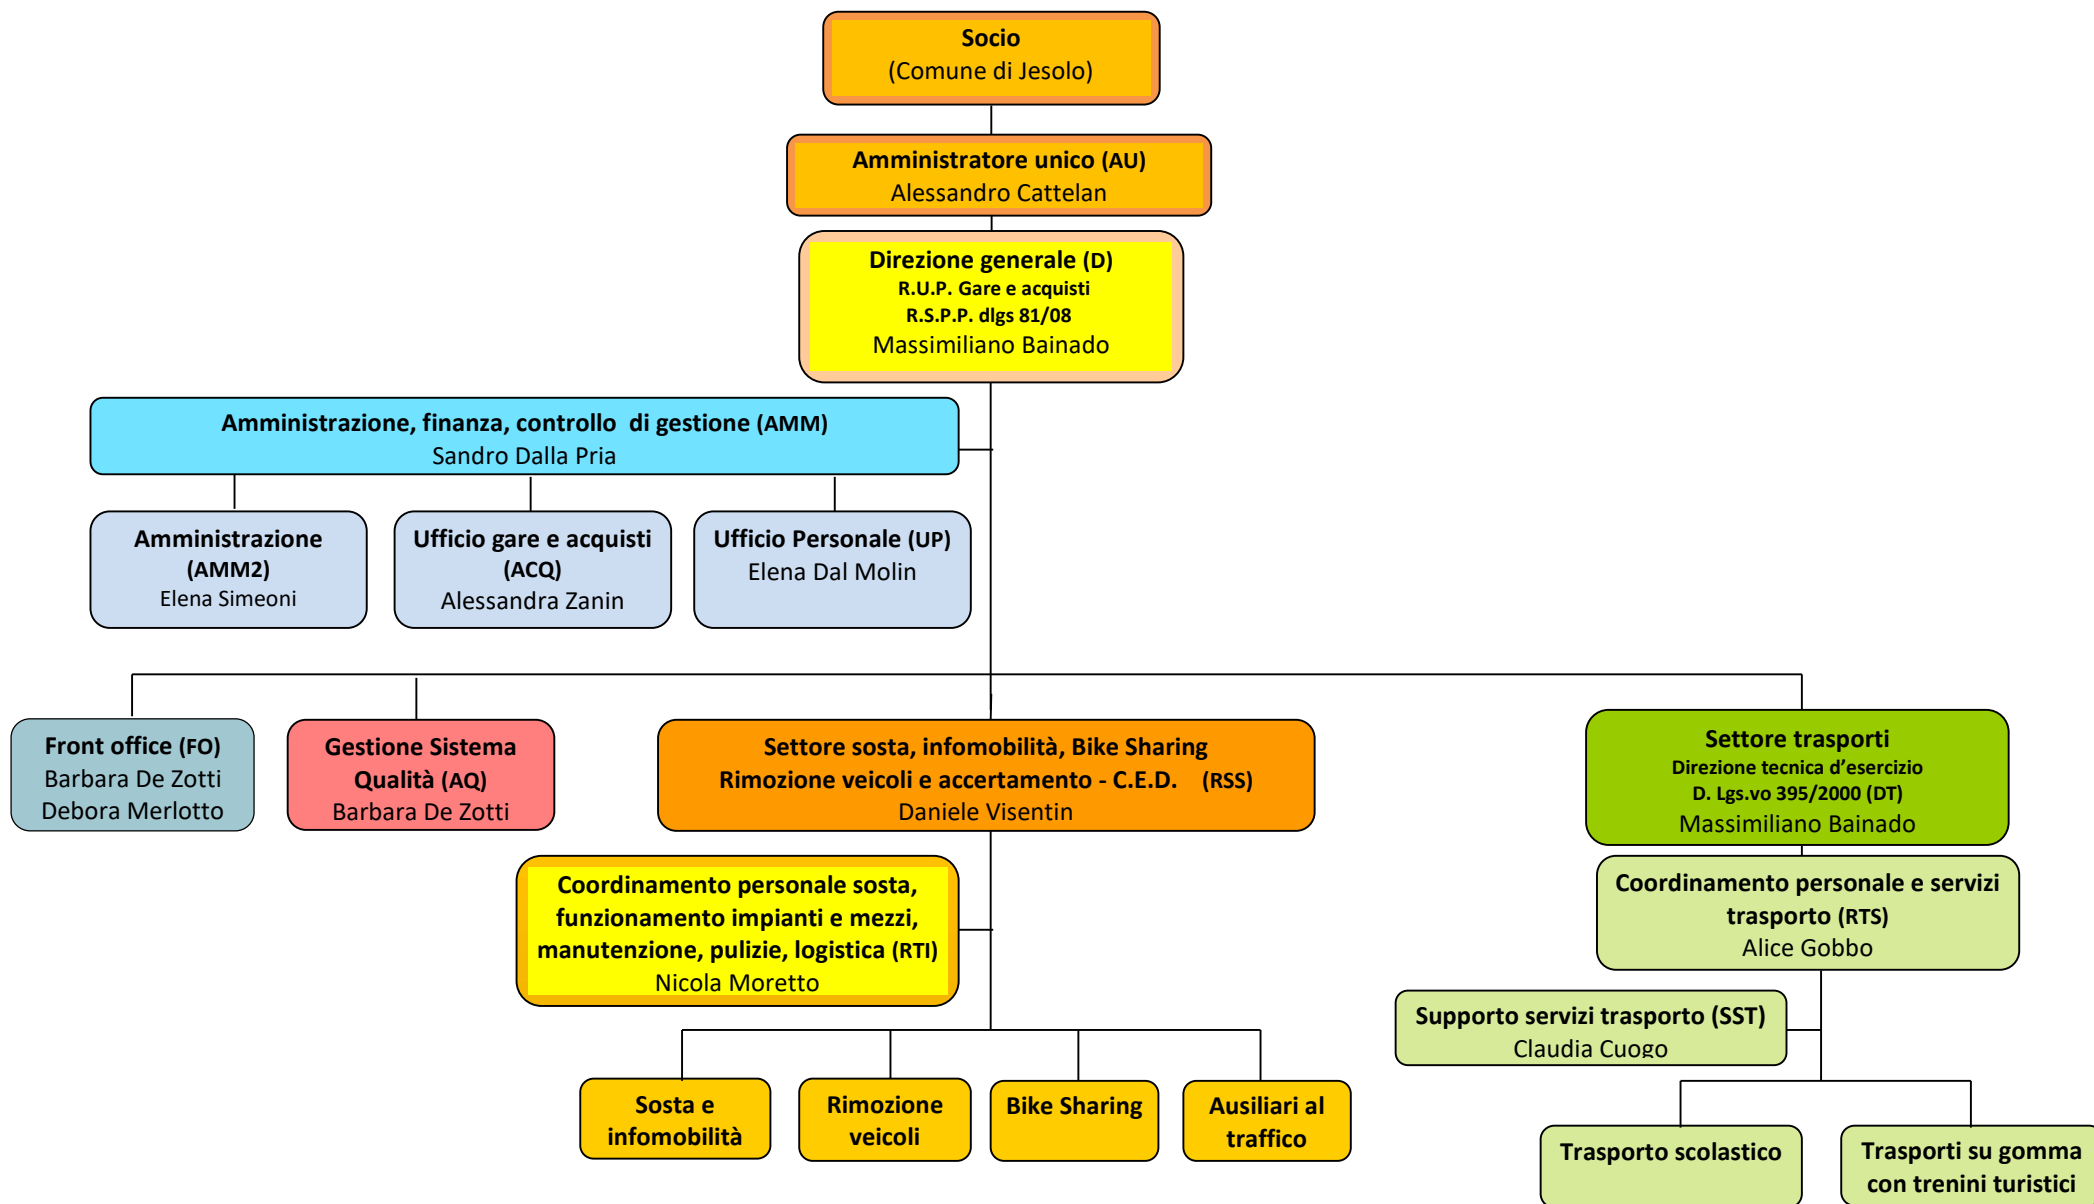 Socio
(Comune di Jesolo)
Amministratore unico (AU)
Alessandro Cattelan
Direzione generale (D)
R.U.P. Gare e acquisti
R.S.P.P. dlgs 81/08
Massimiliano Bainado
Amministrazione, finanza, controllo di gestione (AMM)
Sandro Dalla Pria
Amministrazione
(AMM2)
Elena Simeoni
Ufficio gare e acquisti
(ACQ)
Alessandra Zanin
Ufficio Personale (UP)
Elena Dal Molin
Front office (FO)
Barbara De Zotti
Debora Merlotto
Gestione Sistema
Qualità (AQ)
Barbara De Zotti
Settore sosta, infomobilità, Bike Sharing
Rimozione veicoli e accertamento - C.E.D. (RSS)
Daniele Visentin
Settore trasporti
Direzione tecnica d'esercizio
D. Lgs.vo 395/2000 (DT)
Massimiliano Bainado
Coordinamento personale sosta,
funzionamento impianti e mezzi,
manutenzione, pulizie, logistica (RTI)
Nicola Moretto
Coordinamento personale e servizi
trasporto (RTS)
Alice Gobbo
Supporto servizi trasporto (SST)
Claudia Cuogo
Sosta e
infomobilità
Rimozione
veicoli
Bike Sharing
Ausiliari al
traffico
Trasporto scolastico
Trasporti su gomma
con trenini turistici